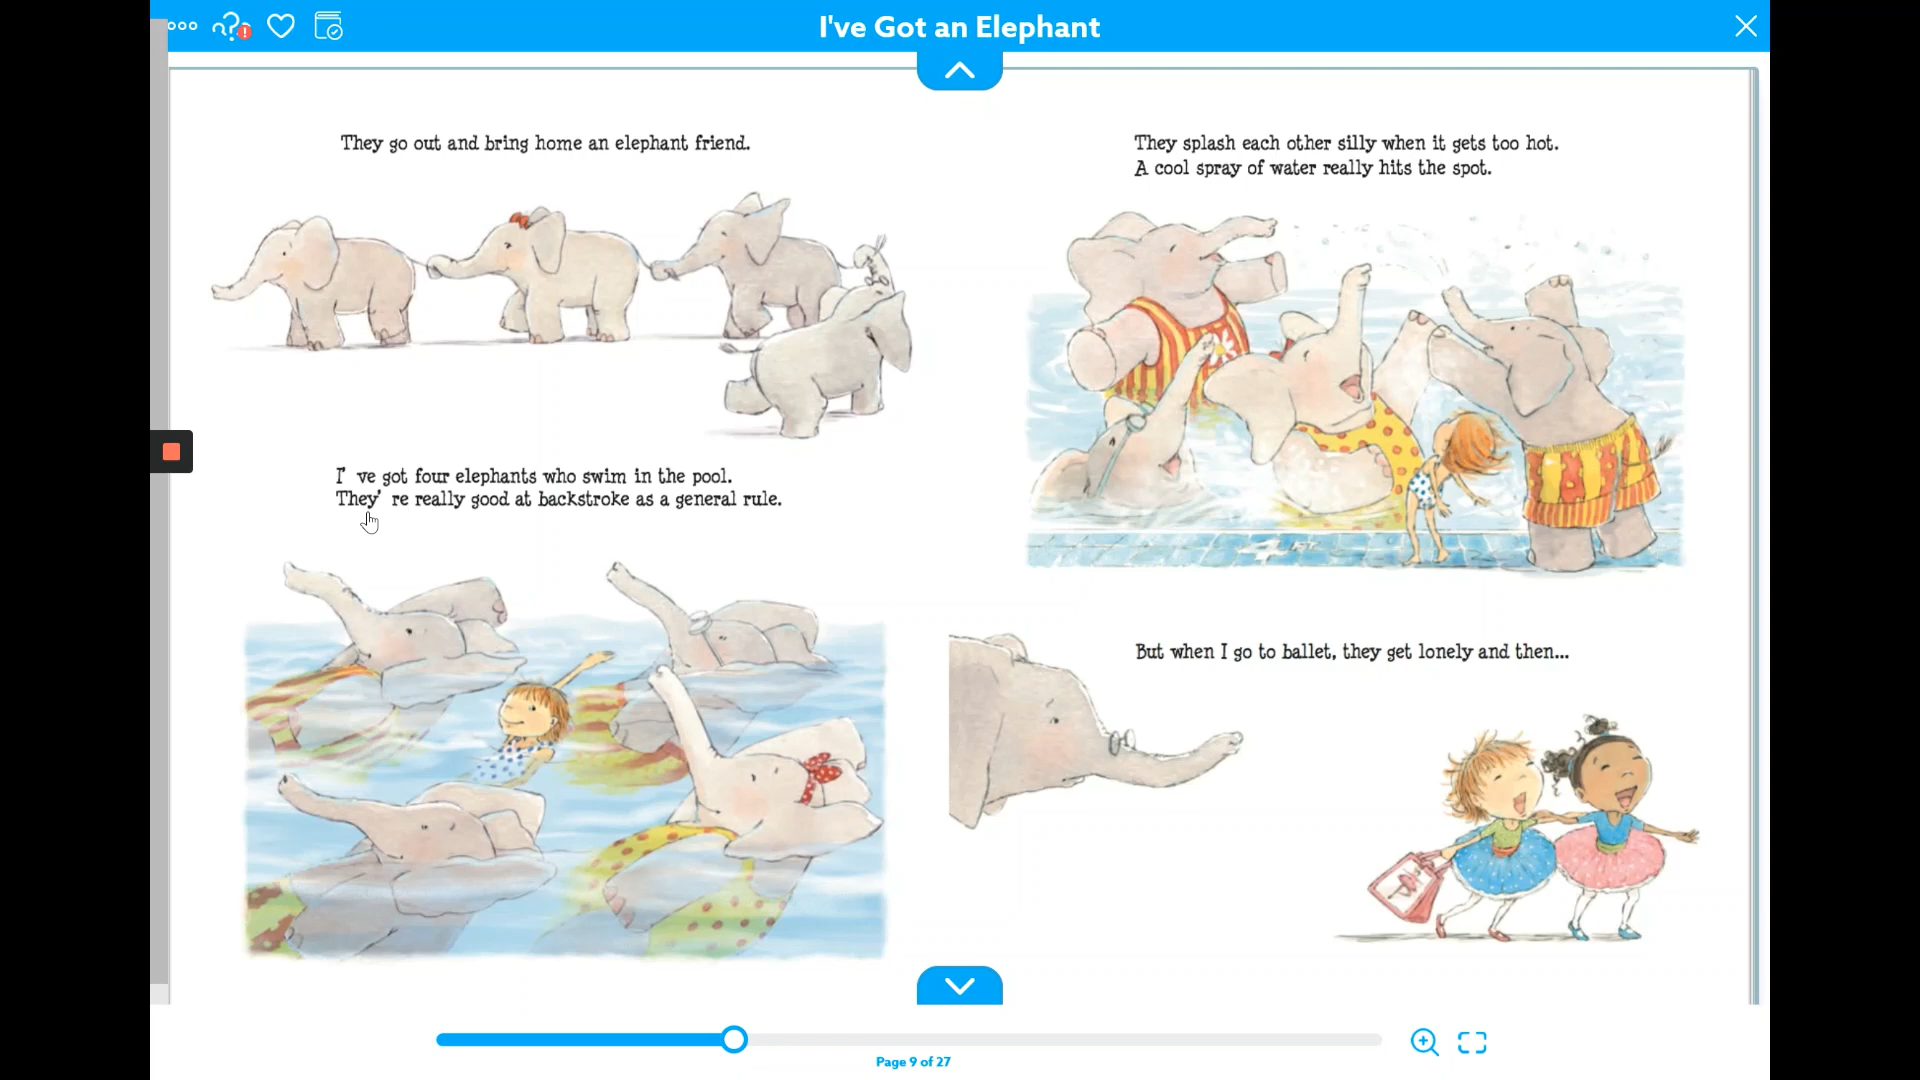 I've Got an Elephant
They go out and bring home an elephant friend.
I' ve got four elephants who swim in the pool.
They' re really good at backstroke as a general rule.
They splash each other silly when it gets too hot.
A cool spray of water really hits the spot.
But when I go to ballet, they get lonely and then...
Page 9 of 27